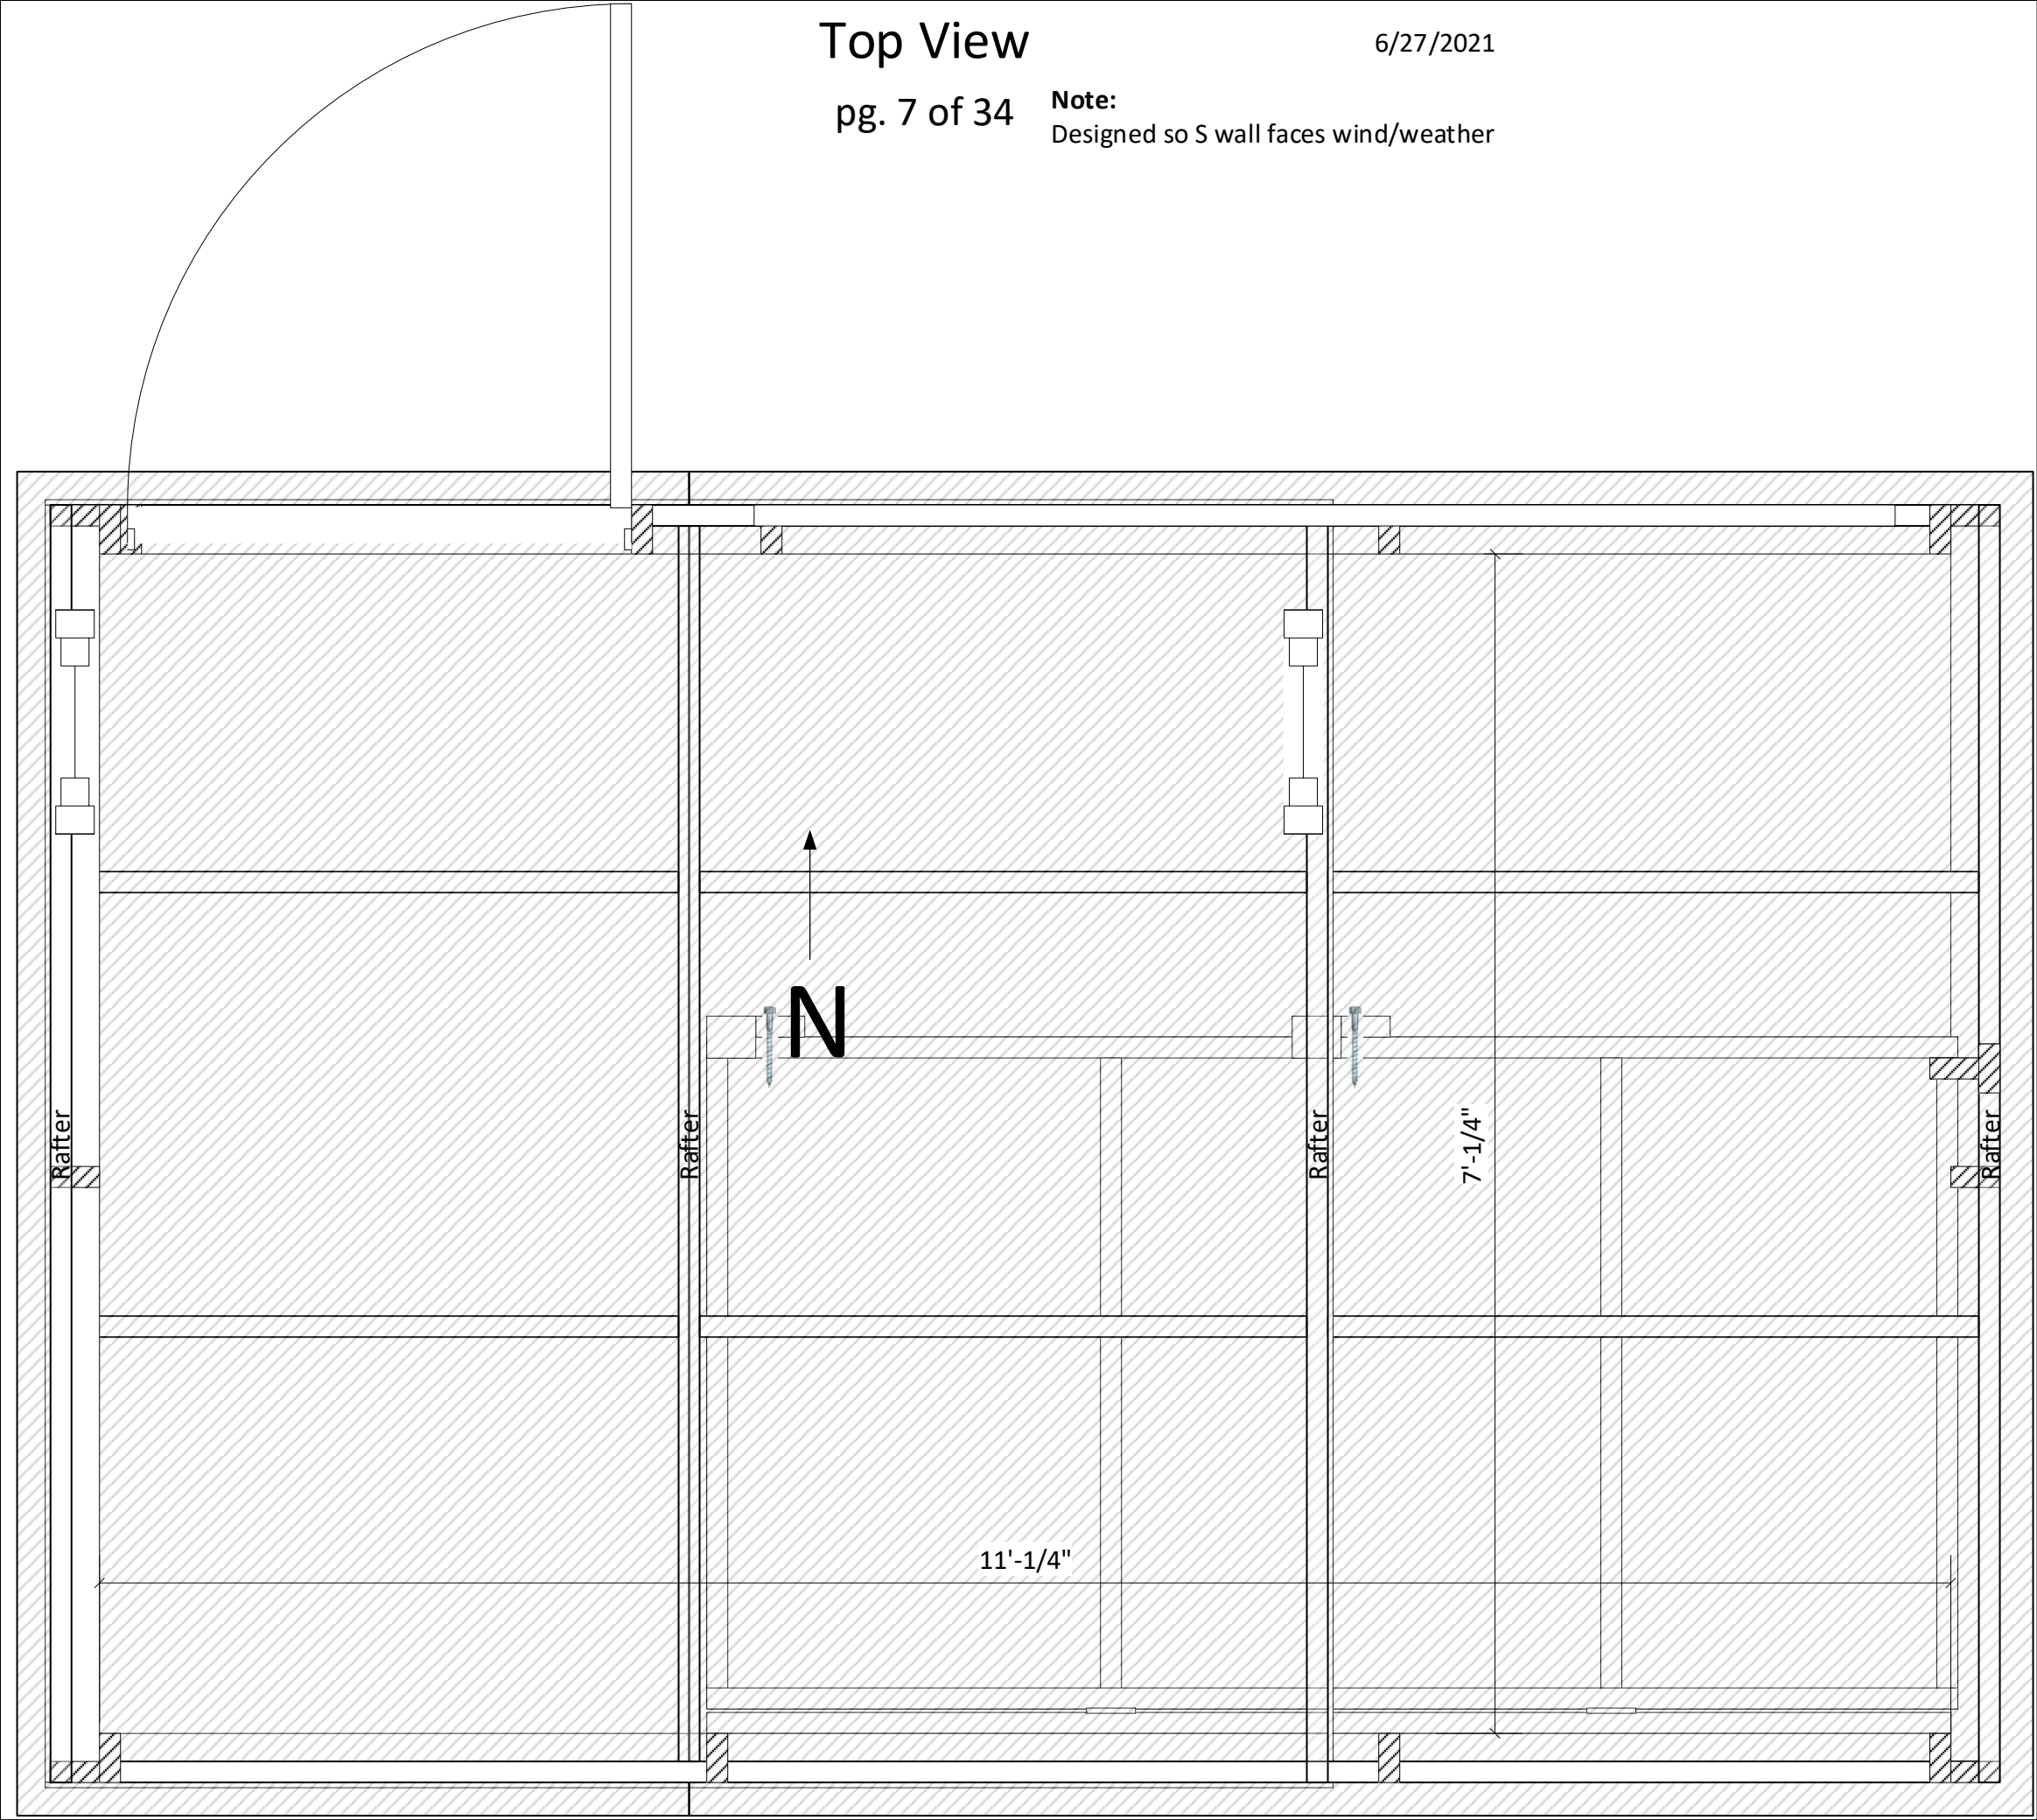 Top View
6/27/2021
pg. 7 of 34
Note:
Designed so S wall faces wind/weather
N
Rafter
Rafter
Rafter
7'-1/4"
Rafter
11'-1/4"